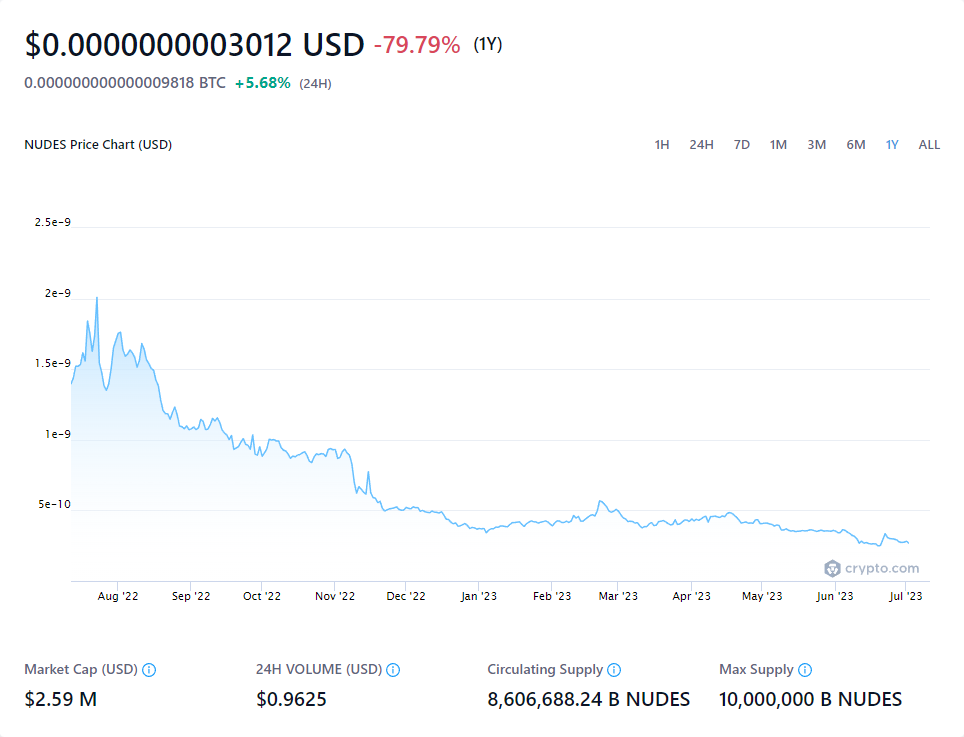 $0.0000000003012 USD -79.79% (1Y)
0.000000000000009818 BTC +5.68% (24H)
NUDES Price Chart (USD) 1H 24H 7D 1M 3M 6M 1Y ALL
2.5e-9
2e-9
1.5e-9
1e-9
5e-10
crypto.com
Aug '22 Sep '22 Oct '22 Nov '22 Dec '22 Jan '23 Feb '23 Mar '23 Apr '23 May '23 Jun '23 Jul '23
Market Cap (USD) 24H VOLUME (USD) Circulating Supply Max Supply
$2.59 M $0.9625 8,606,688.24 B NUDES 10,000,000 B NUDES